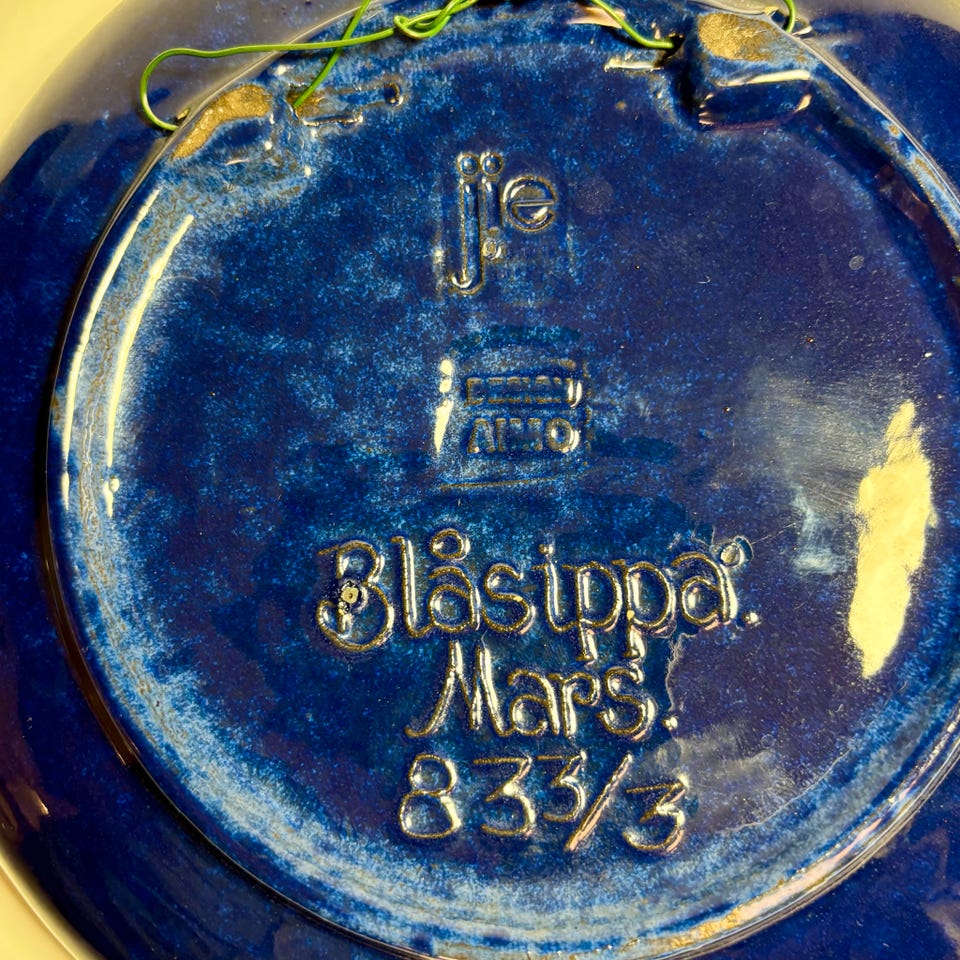 jie
DESIGN
AIMO
Blåsippa.
Mars.
833/3